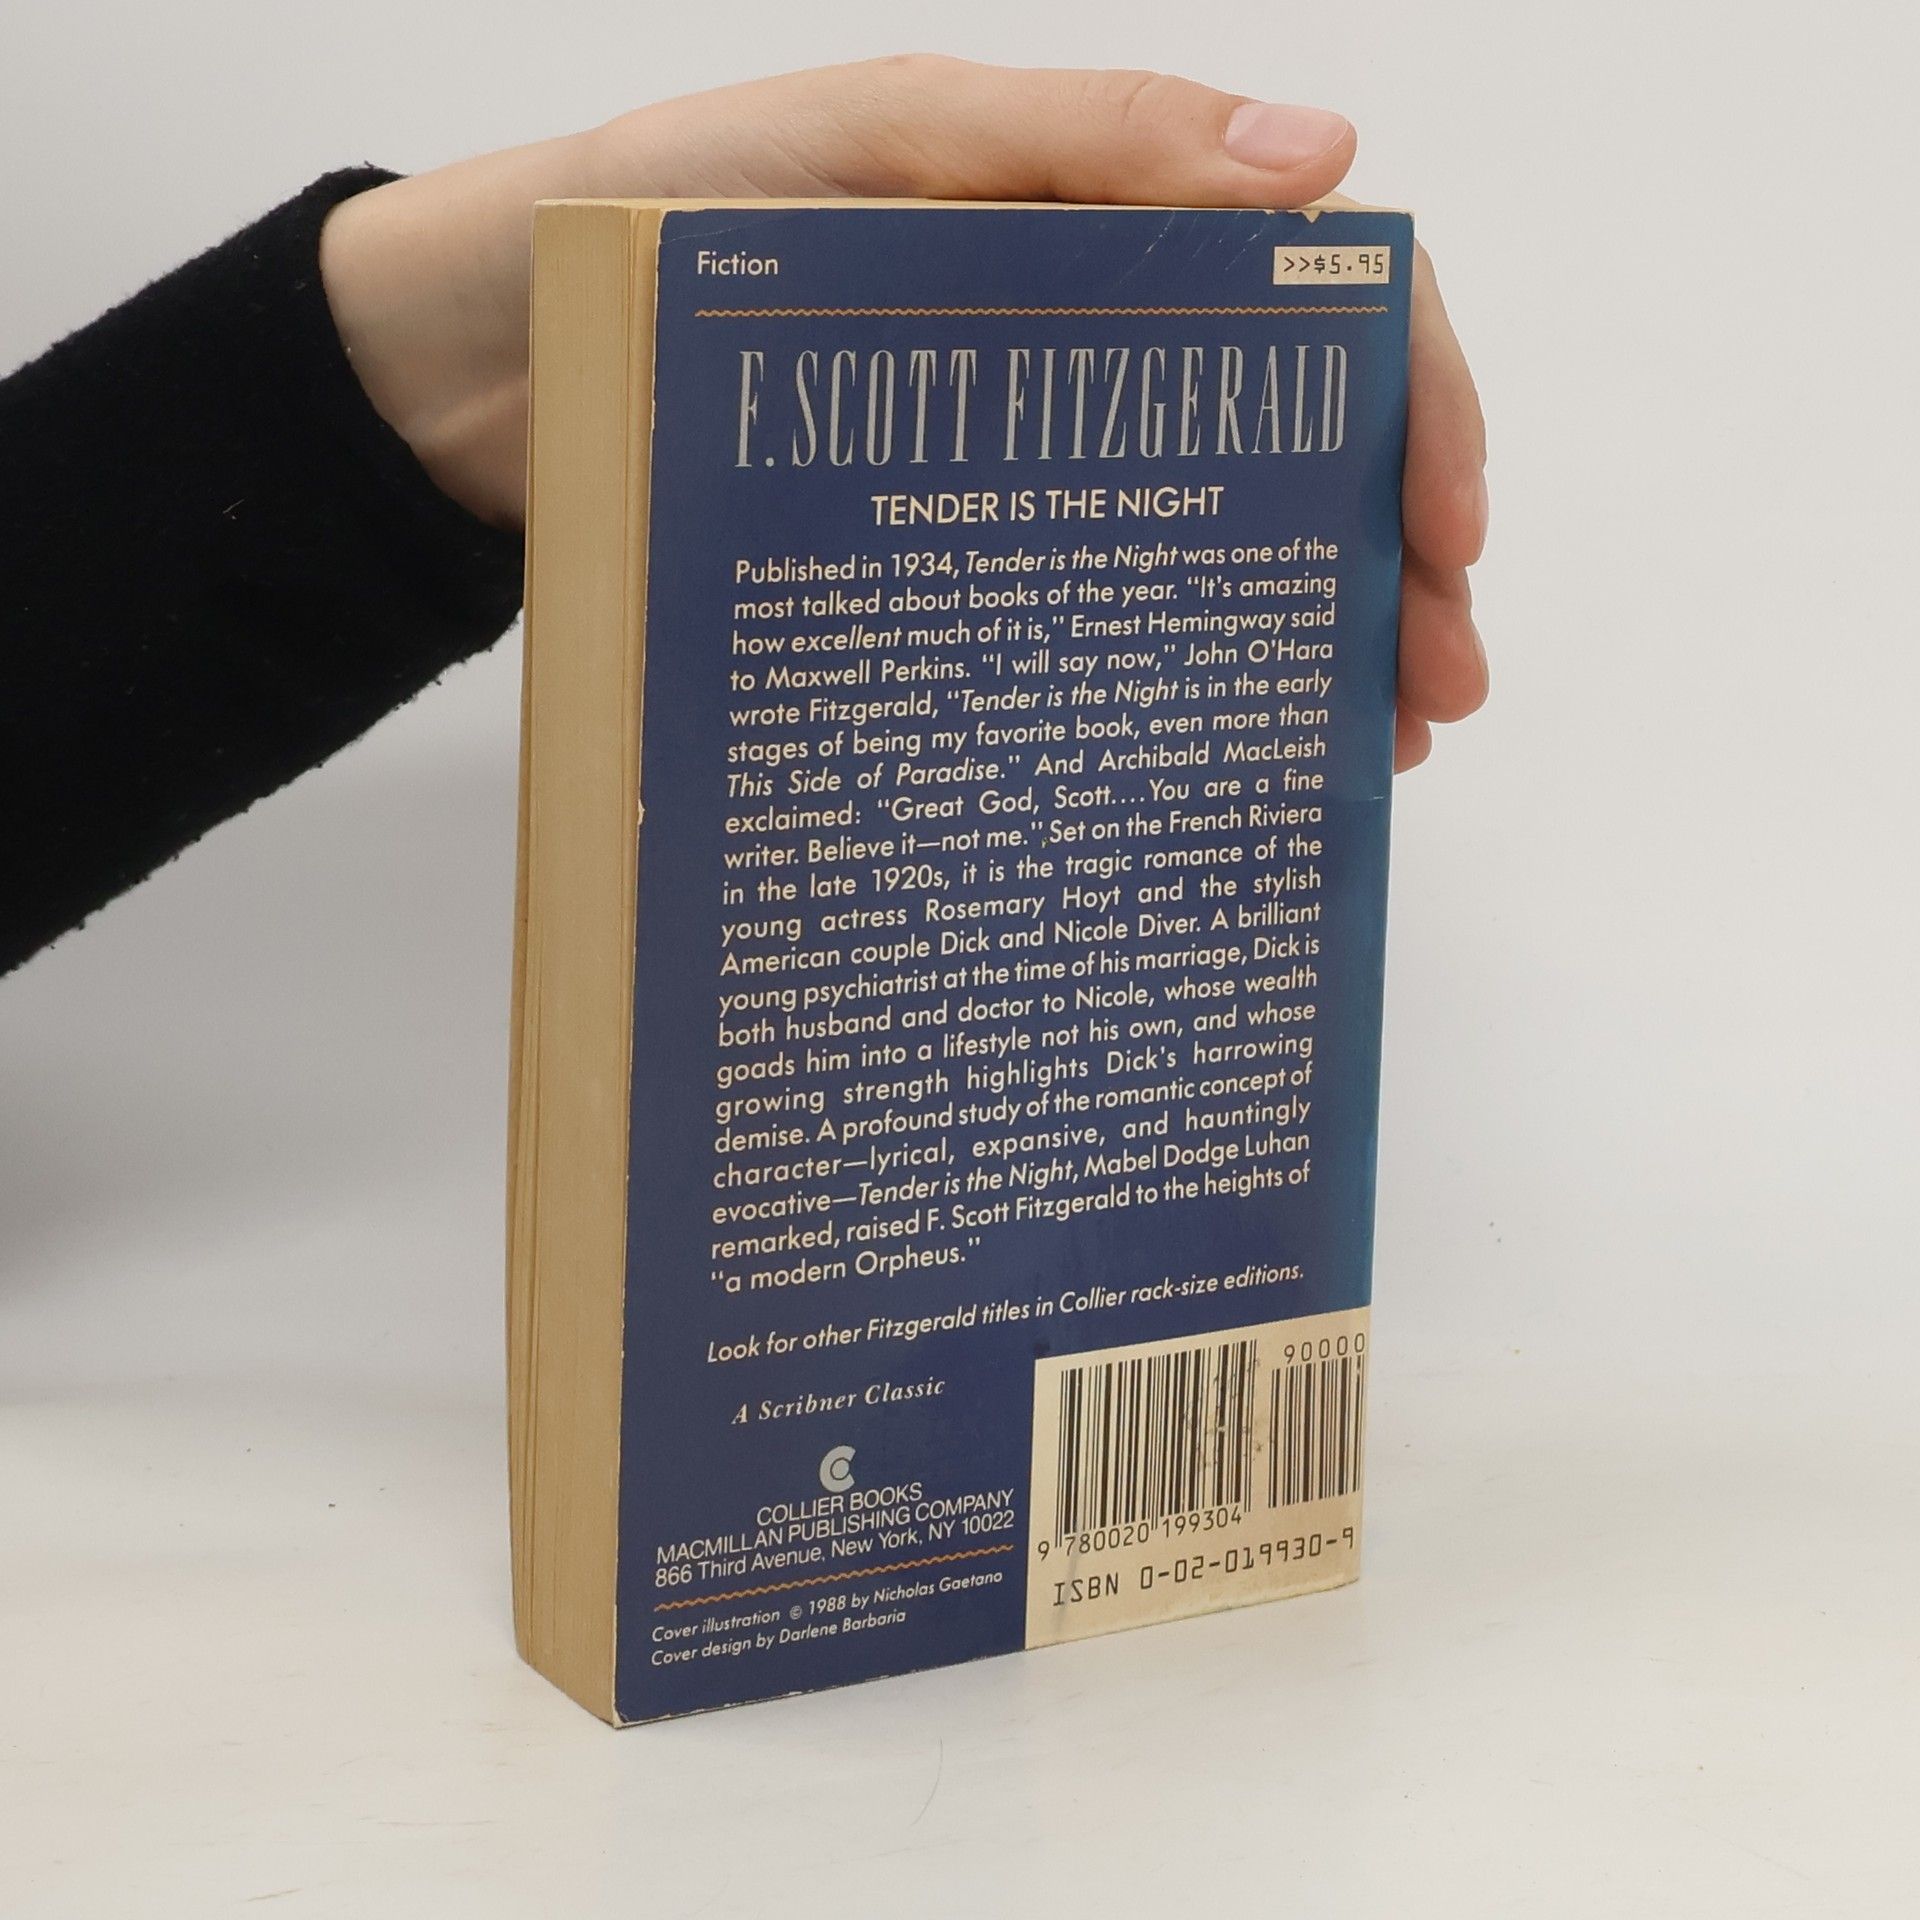 Fiction
>>$5.95
F. SCOTT FITZGERALD
TENDER IS THE NIGHT
Published in 1934, Tender is the Night was one of the
most talked about books of the year. “It’s amazing
how excellent much of it is,” Ernest Hemingway said
to Maxwell Perkins. “I will say now,” John O’Hara
wrote Fitzgerald, “Tender is the Night is in the early
stages of being my favorite book, even more than
This Side of Paradise.” And Archibald MacLeish
exclaimed: “Great God, Scott....You are a fine
writer. Believe it—not me.” Set on the French Riviera
in the late 1920s, it is the tragic romance of the
young actress Rosemary Hoyt and the stylish
American couple Dick and Nicole Diver. A brilliant
young psychiatrist at the time of his marriage, Dick is
both husband and doctor to Nicole, whose wealth
goads him into a lifestyle not his own, and whose
growing strength highlights Dick’s harrowing
demise. A profound study of the romantic concept of
character—lyrical, expansive, and hauntingly
evocative—Tender is the Night, Mabel Dodge Luhan
remarked, raised F. Scott Fitzgerald to the heights of
“a modern Orpheus.”
Look for other Fitzgerald titles in Collier rack-size editions.
A Scribner Classic
COLLIER BOOKS
MACMILLAN PUBLISHING COMPANY
866 Third Avenue, New York, NY 10022
Cover illustration © 1988 by Nicholas Gaetano
Cover design by Darlene Barbaria
90000
9 780020 199304
ISBN 0-02-019930-9